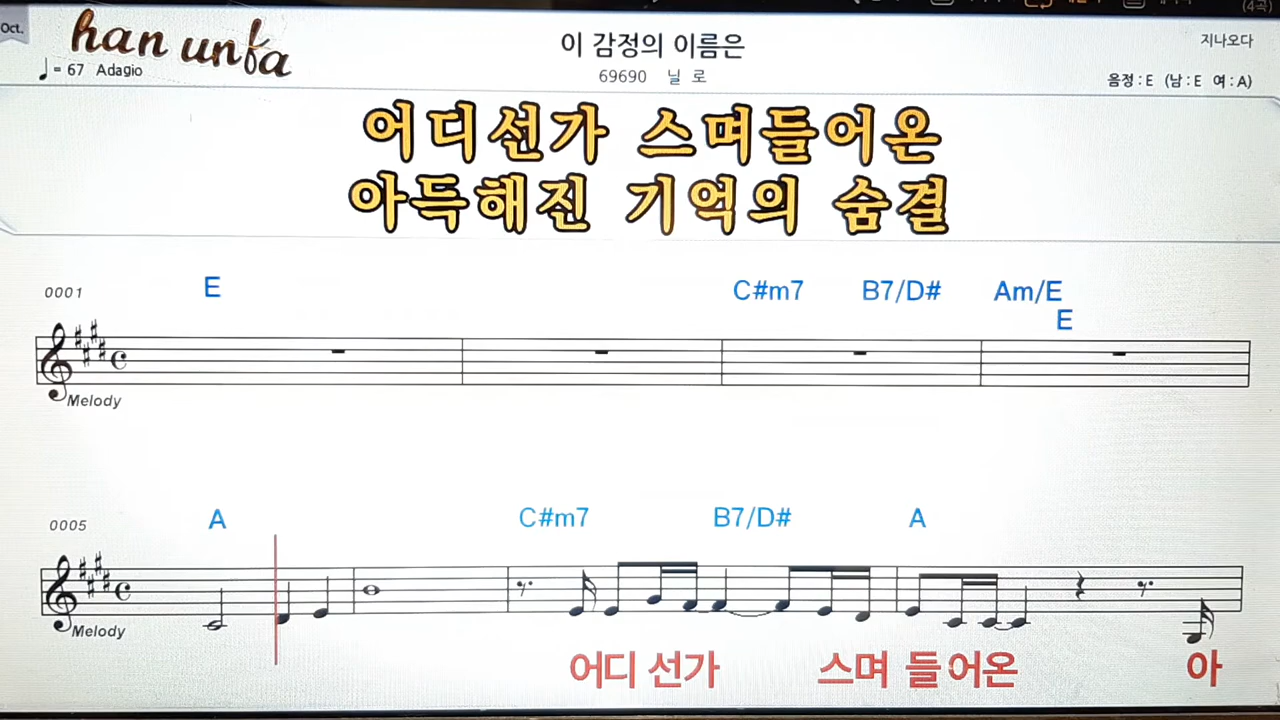 Oct.
han unfa
(4곡)
♩ = 67 Adagio
이 감정의 이름은
69690 닐 로
지나오다
음정 : E (남 : E 여 : A)
어디선가 스며들어온
아득해진 기억의 숨결
0001
E C#m7 B7/D# Am/E
E
Melody
0005
A C#m7 B7/D# A
Melody
어디 선가 스며 들 어온 아